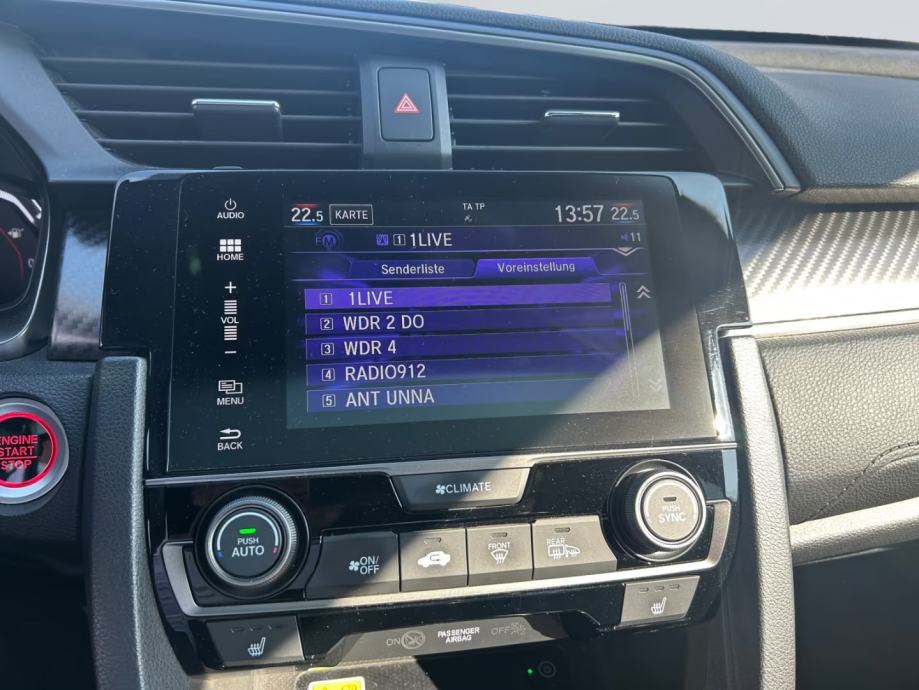 AUDIO
22.5 KARTE TA TP 13:57 22.5
FM 1 1LIVE 11
HOME
Senderliste Voreinstellung
1 1LIVE
2 WDR 2 DO
3 WDR 4
4 RADIO912
5 ANT UNNA
+
VOL
−
MENU
BACK
ENGINE
START
STOP
CLIMATE
PUSH
AUTO
ON/
OFF
FRONT
REAR
PUSH
SYNC
ON PASSENGER
AIRBAG OFF